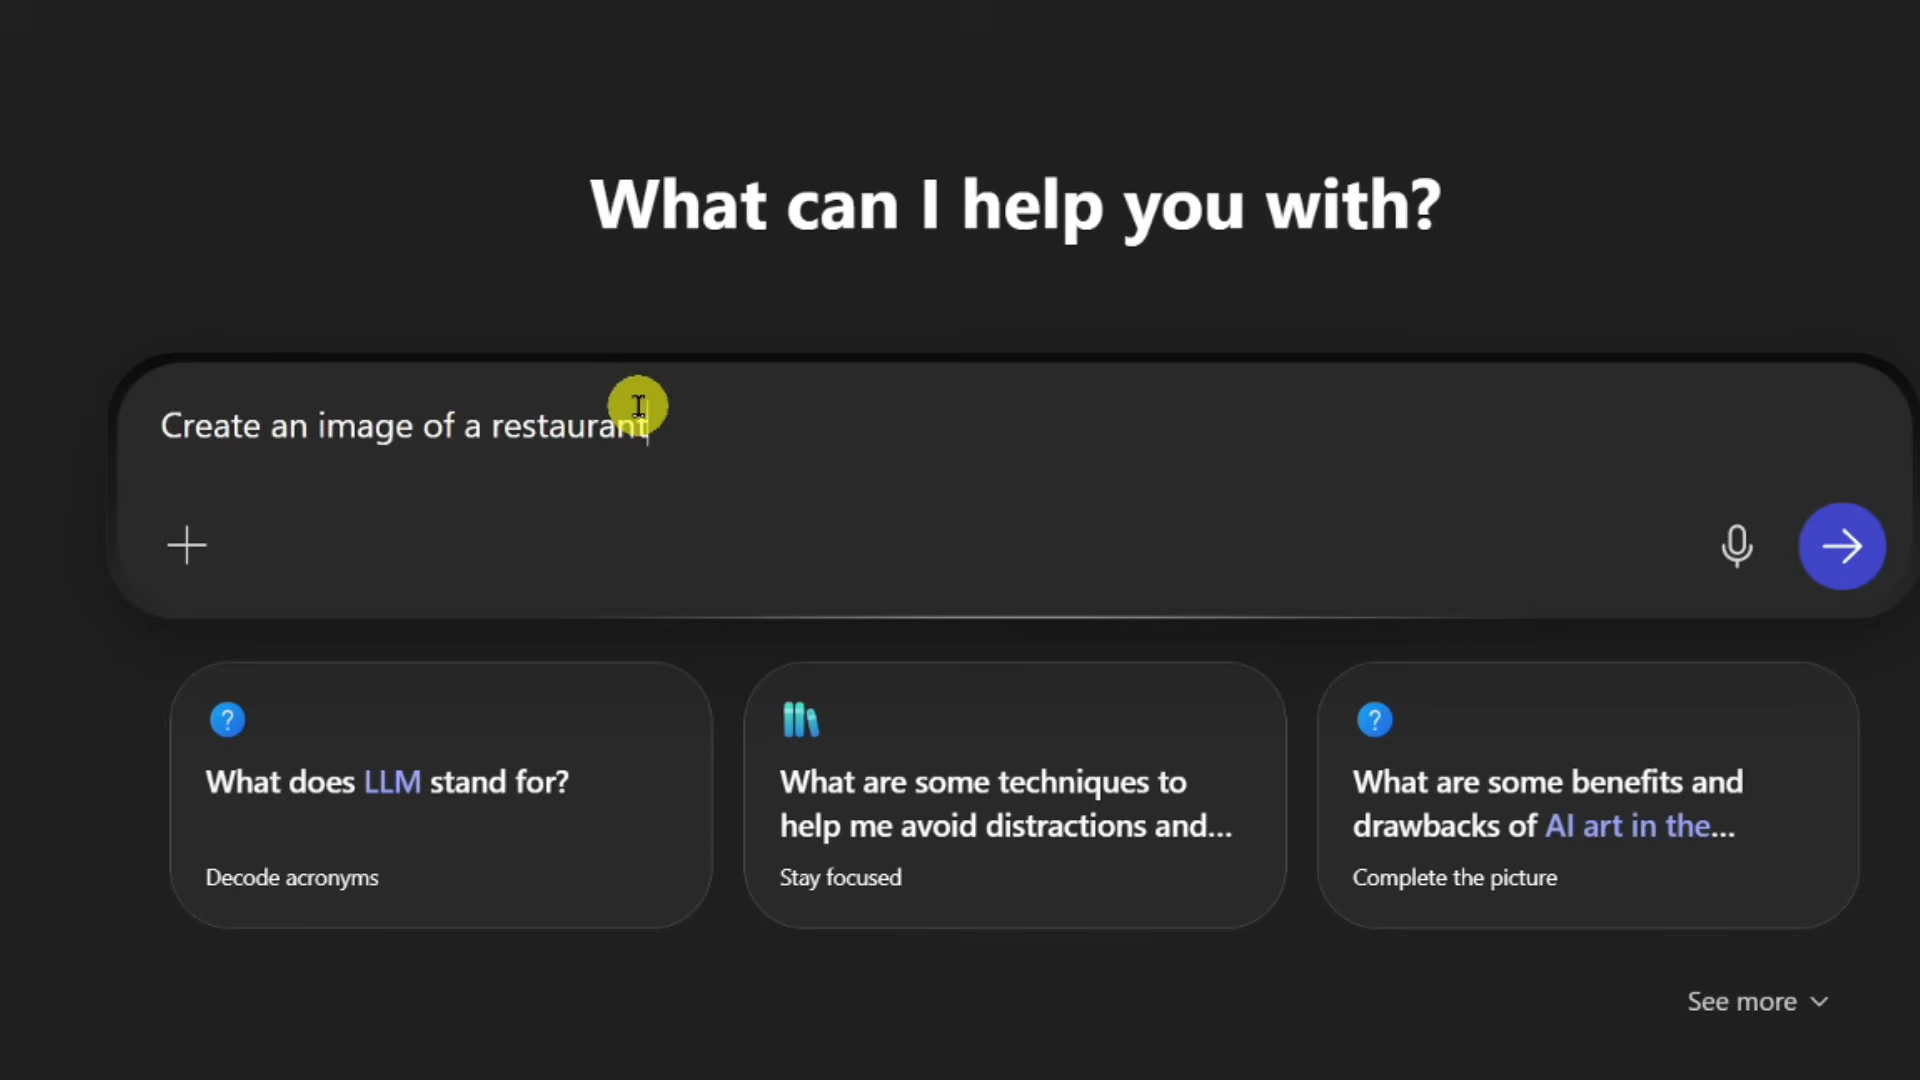 What can I help you with?
Create an image of a restaurant
What does LLM stand for?
Decode acronyms
What are some techniques to
help me avoid distractions and...
Stay focused
What are some benefits and
drawbacks of AI art in the...
Complete the picture
See more